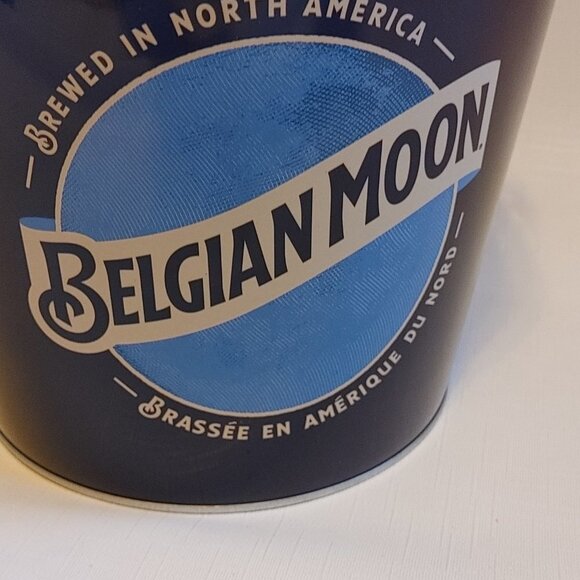 BREWED IN NORTH AMERICA
BELGIAN MOON
BRASSÉE EN AMÉRIQUE DU NORD